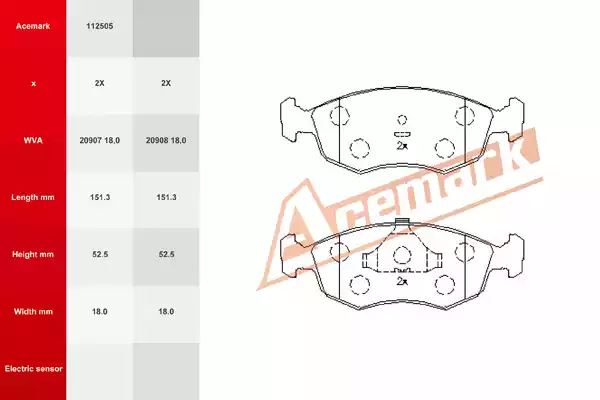 Acemark 112505
x 2X 2X
WVA 20907 18,0 20908 18,0
Length mm 151.3 151.3
Height mm 52.5 52.5
Width mm 18.0 18.0
Electric sensor
2x
Acemark
2x